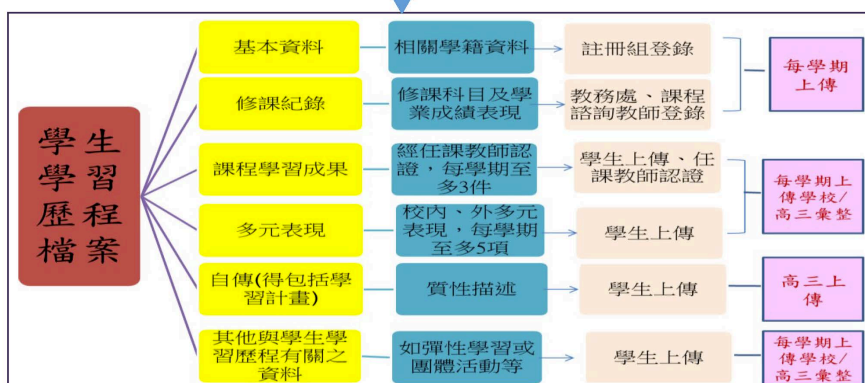 學生
學習
歷程
檔案
基本資料
相關學籍資料
註冊組登錄
修課紀錄
修課科目及學
業成績表現
教務處、課程
諮詢教師登錄
每學期
上傳
課程學習成果
經任課教師認
證,每學期至
多3件
學生上傳、任
課教師認證
多元表現
校內、外多元
表現,每學期
至多5項
學生上傳
每學期上
傳學校/
高三彙整
自傳(得包括學
習計畫)
質性描述
學生上傳
高三上
傳
其他與學生學
習歷程有關之
資料
如彈性學習或
團體活動等
學生上傳
每學期上
傳學校/
高三彙整